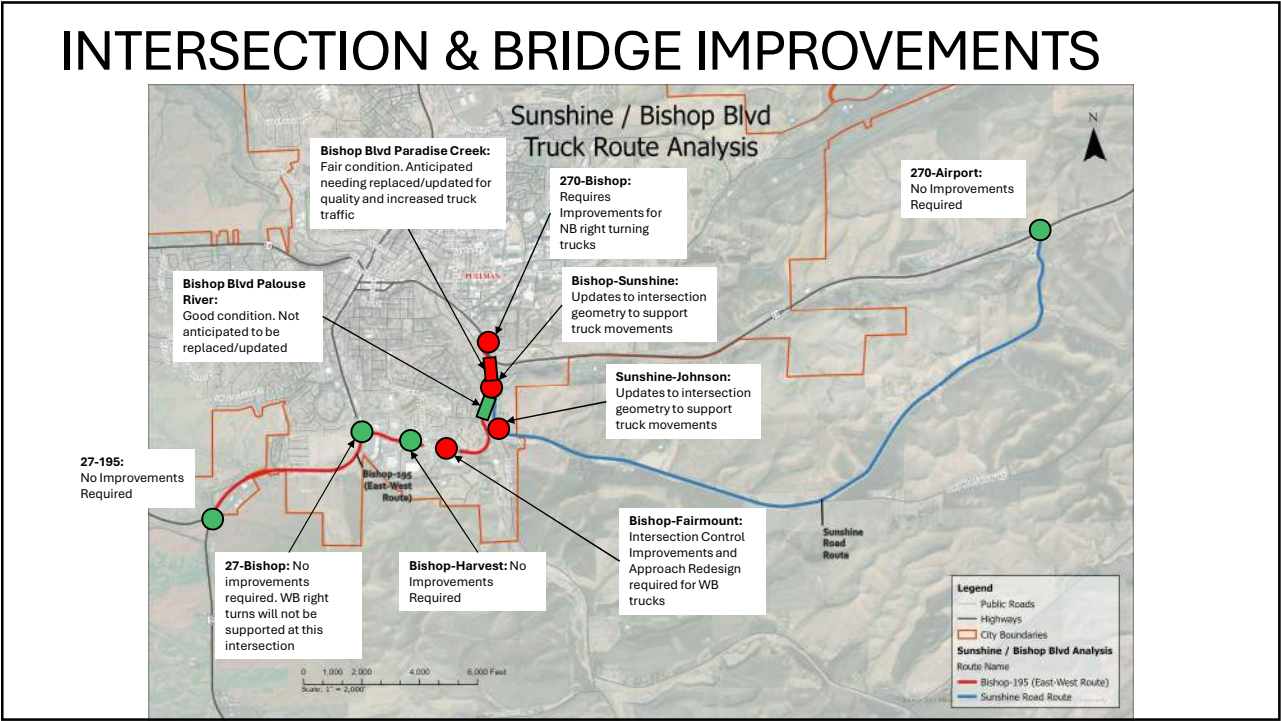 INTERSECTION & BRIDGE IMPROVEMENTS
Sunshine / Bishop Blvd
Truck Route Analysis
N
Bishop Blvd Paradise Creek:
Fair condition. Anticipated
needing replaced/updated for
quality and increased truck
traffic
270-Bishop:
Requires
Improvements for
NB right turning
trucks
270-Airport:
No Improvements
Required
PULLMAN
Bishop Blvd Palouse
River:
Good condition. Not
anticipated to be
replaced/updated
Bishop-Sunshine:
Updates to intersection
geometry to support
truck movements
Sunshine-Johnson:
Updates to intersection
geometry to support
truck movements
27-195:
No Improvements
Required
Bishop-195
(East-West
Route)
27-Bishop: No
improvements
required. WB right
turns will not be
supported at this
intersection
Bishop-Harvest: No
Improvements
Required
Bishop-Fairmount:
Intersection Control
Improvements and
Approach Redesign
required for WB
trucks
Sunshine
Road
Route
Legend
Public Roads
Highways
City Boundaries
Sunshine / Bishop Blvd Analysis
Route Name
Bishop-195 (East-West Route)
Sunshine Road Route
0 1,000 2,000 4,000 6,000 Feet
Scale: 1" = 2,000'